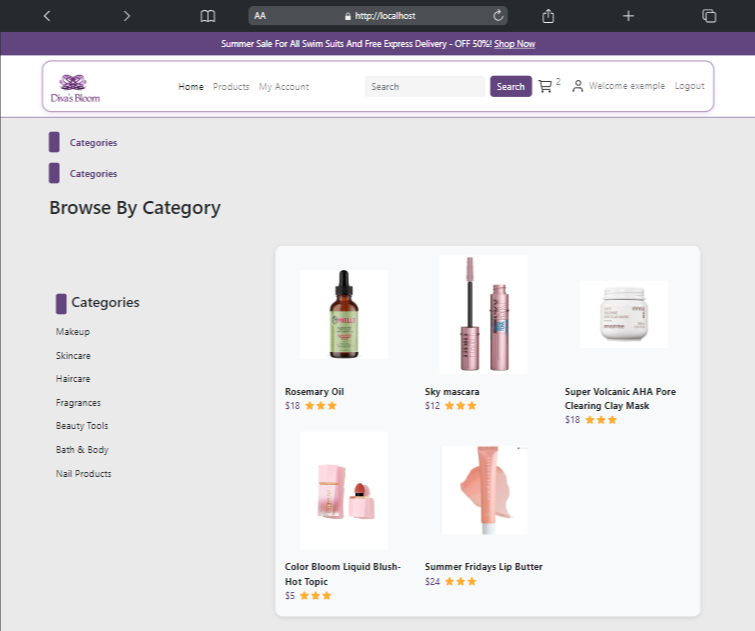 AA
http://localhost
Summer Sale For All Swim Suits And Free Express Delivery - OFF 50%! Shop Now
Diva's Bloom
Home Products My Account
Search
Search
2
Welcome exemple
Logout
Categories
Categories
Browse By Category
Categories
Makeup
Skincare
Haircare
Fragrances
Beauty Tools
Bath & Body
Nail Products
MIELLE
Rosemary Oil
$18
Sky mascara
$12
Super Volcanic AHA Pore
Clearing Clay Mask
$18
Color Bloom Liquid Blush-
Hot Topic
$5
Summer Fridays Lip Butter
$24